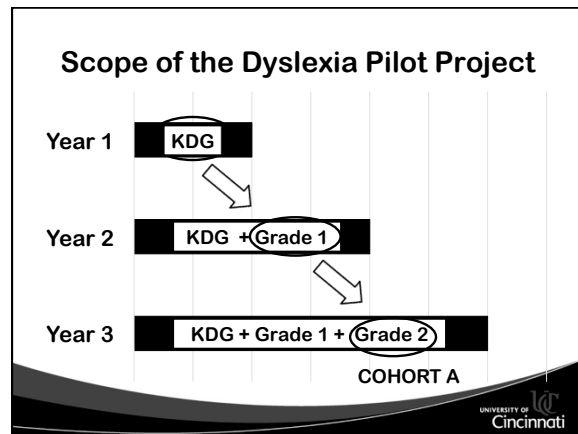 Scope of the Dyslexia Pilot Project
Year 1
KDG
Year 2
KDG + Grade 1
Year 3
KDG + Grade 1 + Grade 2
COHORT A
UNIVERSITY OF
Cincinnati
UC